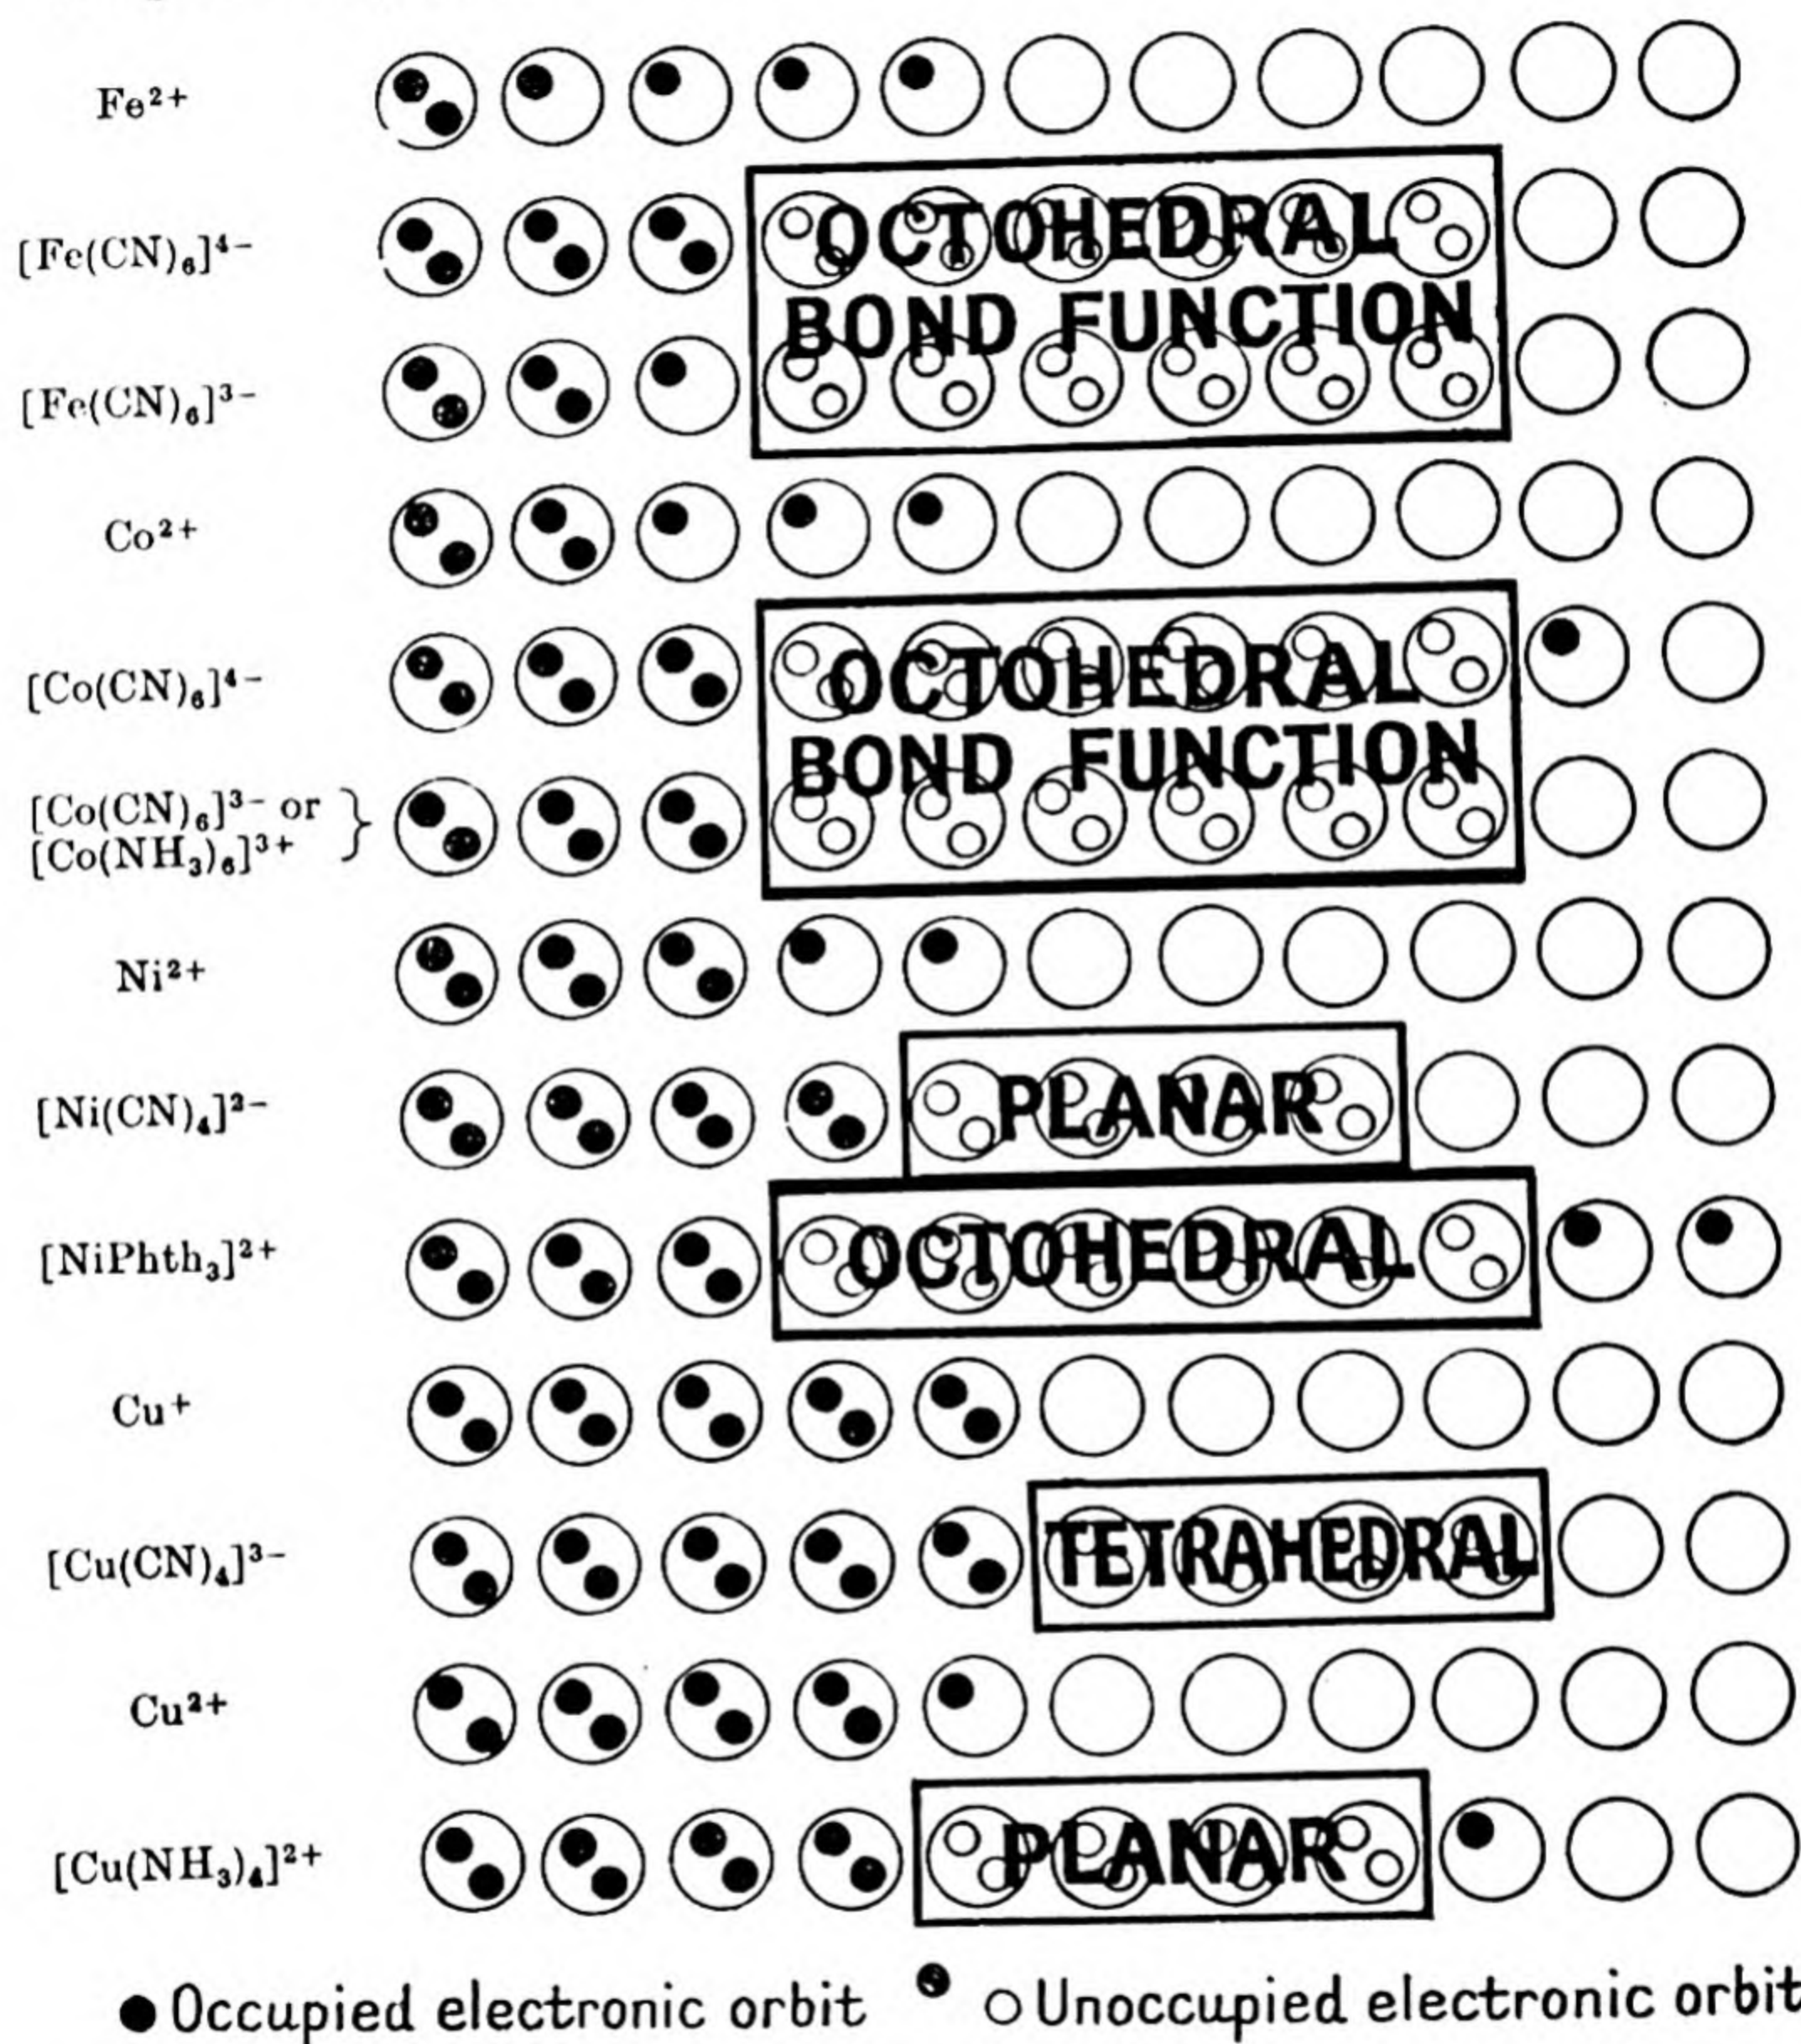 Fe²⁺
[Fe(CN)₆]⁴⁻
OCTOHEDRAL
BOND FUNCTION
[Fe(CN)₆]³⁻
Co²⁺
[Co(CN)₆]⁴⁻
OCTOHEDRAL
BOND FUNCTION
[Co(CN)₆]³⁻ or
[Co(NH₃)₆]³⁺
Ni²⁺
[Ni(CN)₄]²⁻
PLANAR
[NiPhth₃]²⁺
OCTOHEDRAL
Cu⁺
[Cu(CN)₄]³⁻
TETRAHEDRAL
Cu²⁺
[Cu(NH₃)₄]²⁺
PLANAR
Occupied electronic orbit
Unoccupied electronic orbit